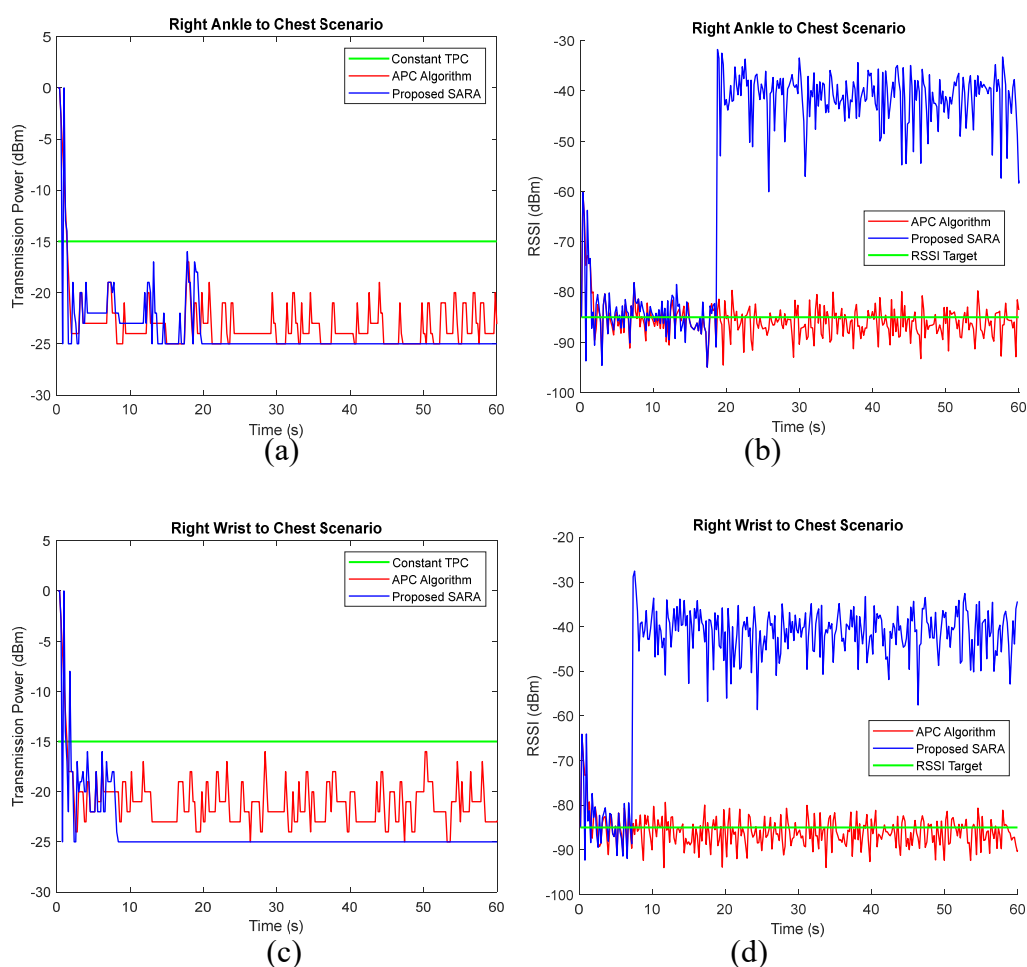 Right Ankle to Chest Scenario
Transmission Power (dBm)
5
0
-5
-10
-15
-20
-25
-30
0
10
20
30
40
50
60
Time (s)
Constant TPC
APC Algorithm
Proposed SARA
(a)
Right Ankle to Chest Scenario
RSSI (dBm)
-30
-40
-50
-60
-70
-80
-90
-100
0
10
20
30
40
50
60
Time (s)
APC Algorithm
Proposed SARA
RSSI Target
(b)
Right Wrist to Chest Scenario
Transmission Power (dBm)
5
0
-5
-10
-15
-20
-25
-30
0
10
20
30
40
50
60
Time (s)
Constant TPC
APC Algorithm
Proposed SARA
(c)
Right Wrist to Chest Scenario
RSSI (dBm)
-20
-30
-40
-50
-60
-70
-80
-90
-100
0
10
20
30
40
50
60
Time (s)
APC Algorithm
Proposed SARA
RSSI Target
(d)